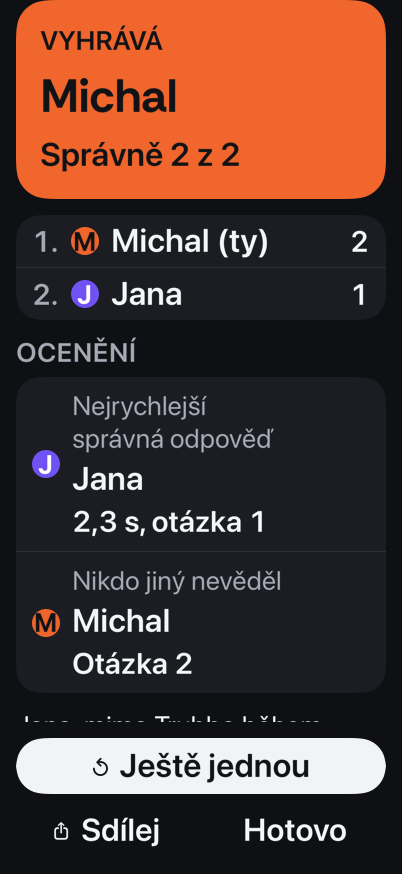 VYHRÁVÁ
Michal
Správně 2 z 2
1. M Michal (ty) 2
2. J Jana 1
OCENĚNÍ
Nejrychlejší
správná odpověď
J
Jana
2,3 s, otázka 1
Nikdo jiný nevěděl
M
Michal
Otázka 2
Ještě jednou
Sdílej
Hotovo